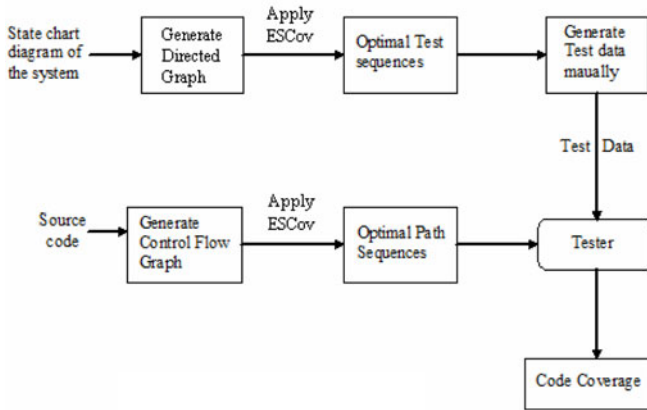 State chart
diagram of
the system
Generate
Directed
Graph
Apply
ESCov
Optimal Test
sequences
Generate
Test data
maually
Test Data
Source
code
Generate
Control Flow
Graph
Apply
ESCov
Optimal Path
Sequences
Tester
Code Coverage